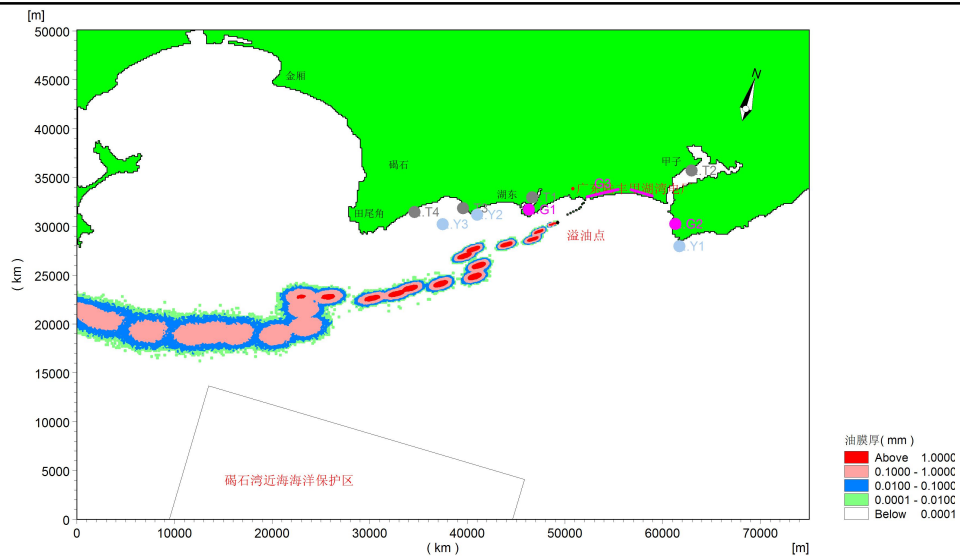 [m]
50000
45000
40000
35000
30000
25000
20000
15000
10000
5000
0
( km )
0
10000
20000
30000
40000
50000
60000
70000
[m]
( km )
N
金厢
碣石
甲子
湖东
田尾角
.T4
.Y3
.Y2
T1
.G1
G3
.T2
.G2
.Y1
溢油点
碣石湾近海海洋保护区
油膜厚( mm )
Above 1.0000
0.1000 - 1.0000
0.0100 - 0.1000
0.0001 - 0.0100
Below 0.0001